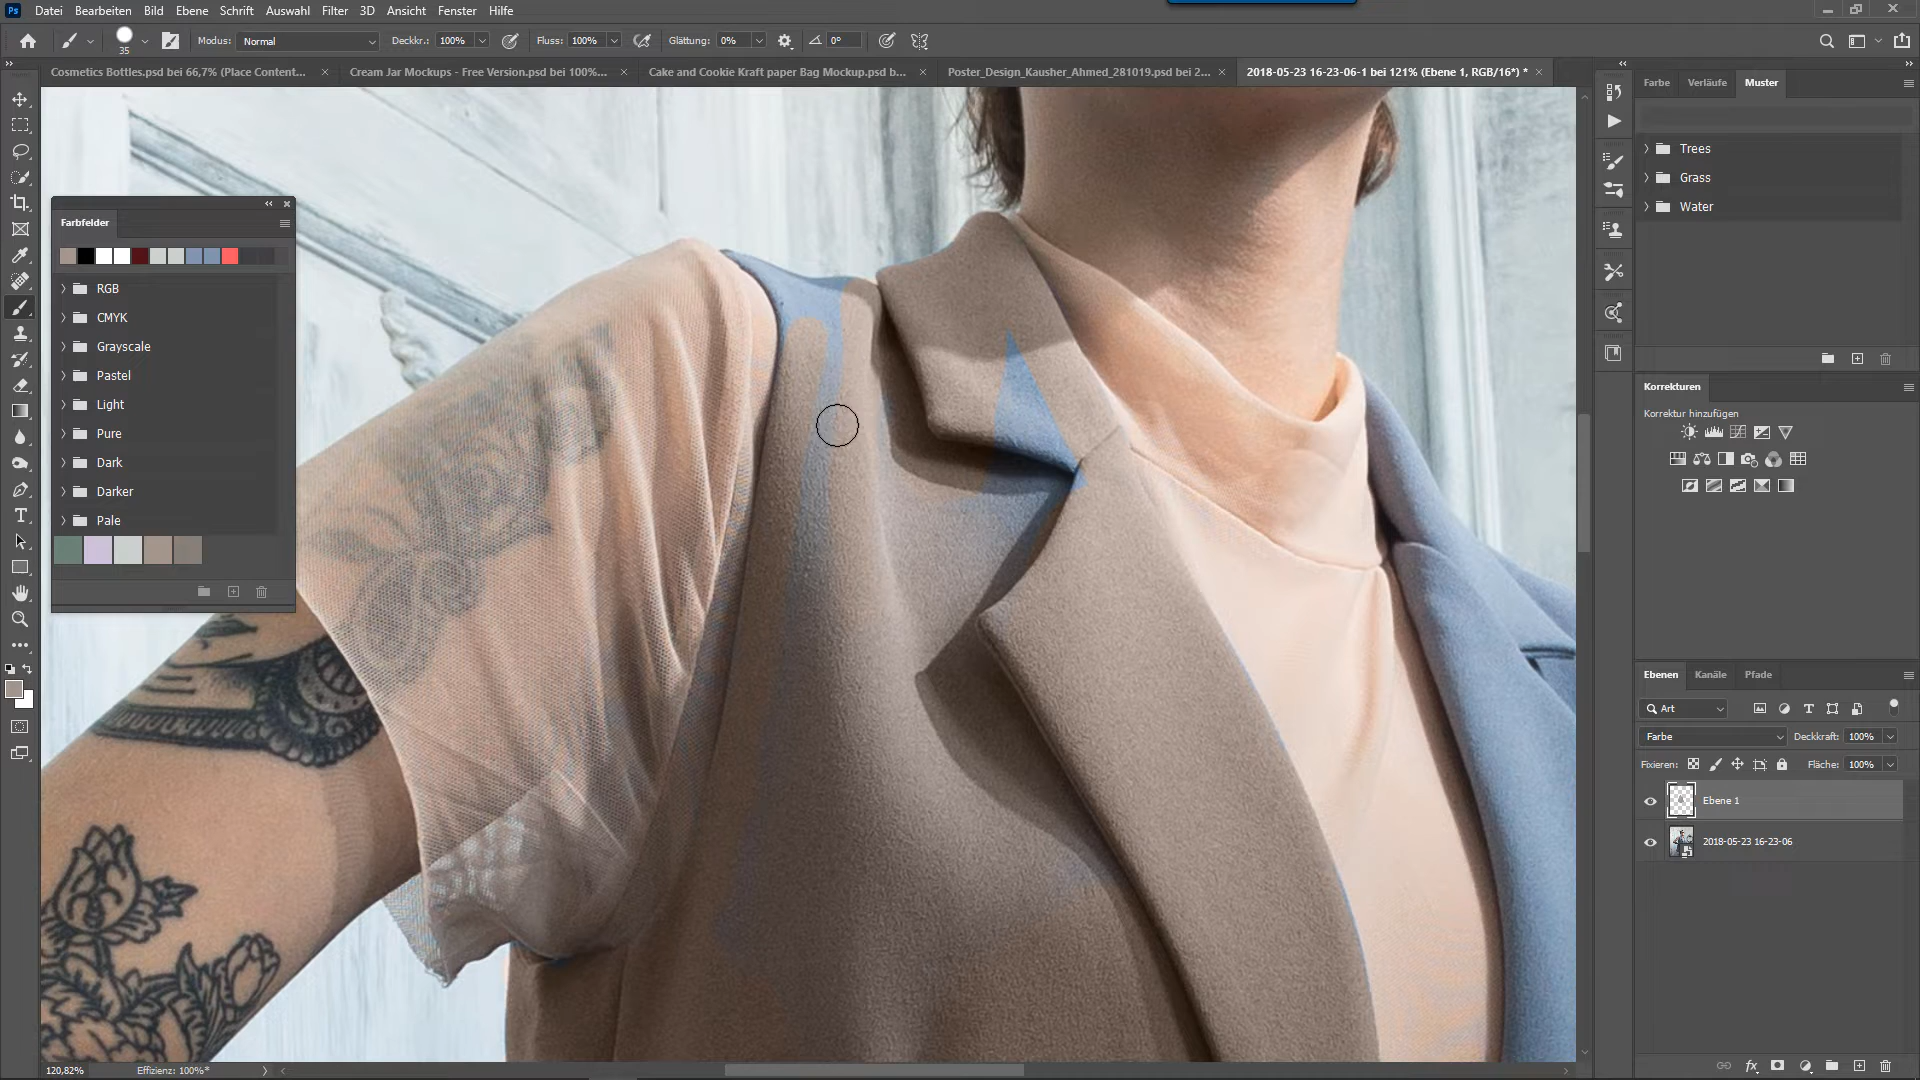 Ps Datei Bearbeiten Bild Ebene Schrift Auswahl Filter 3D Ansicht Fenster Hilfe
35 Modus: Normal Deckkr.: 100% Fluss: 100% Glättung: 0% 0°
Cosmetics Bottles.psd bei 66,7% (Place Content... × Cream Jar Mockups - Free Version.psd bei 100%... × Cake and Cookie Kraft paper Bag Mockup.psd b... × Poster_Design_Kausher_Ahmed_281019.psd bei 2... × 2018-05-23 16-23-06-1 bei 121% (Ebene 1, RGB/16*) * ×
Farbfelder
RGB
CMYK
Grayscale
Pastel
Light
Pure
Dark
Darker
Pale
Farbe Verläufe Muster
Trees
Grass
Water
Korrekturen
Korrektur hinzufügen
Ebenen Kanäle Pfade
Art
Farbe Deckkraft: 100%
Fixieren: Fläche: 100%
Ebene 1
2018-05-23 16-23-06
fx
120,82% Effizienz: 100%*